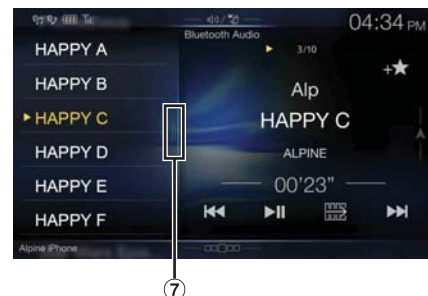 04:34 PM
Bluetooth Audio
HAPPY A
HAPPY B
HAPPY C
HAPPY D
HAPPY E
HAPPY F
3/10
Alp
HAPPY C
ALPINE
00'23"
Alpine iPhone
7